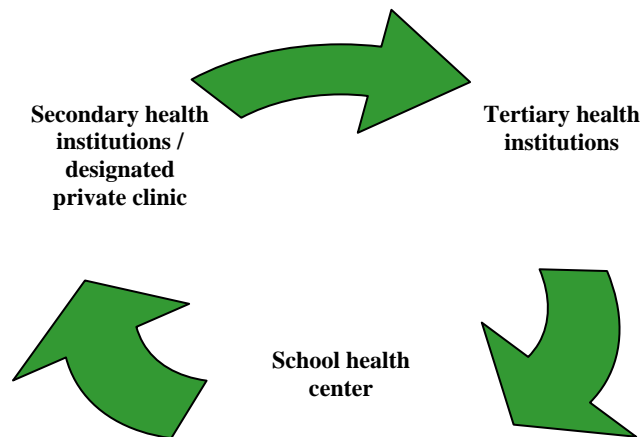 Secondary health
institutions /
designated
private clinic
Tertiary health
institutions
School health
center